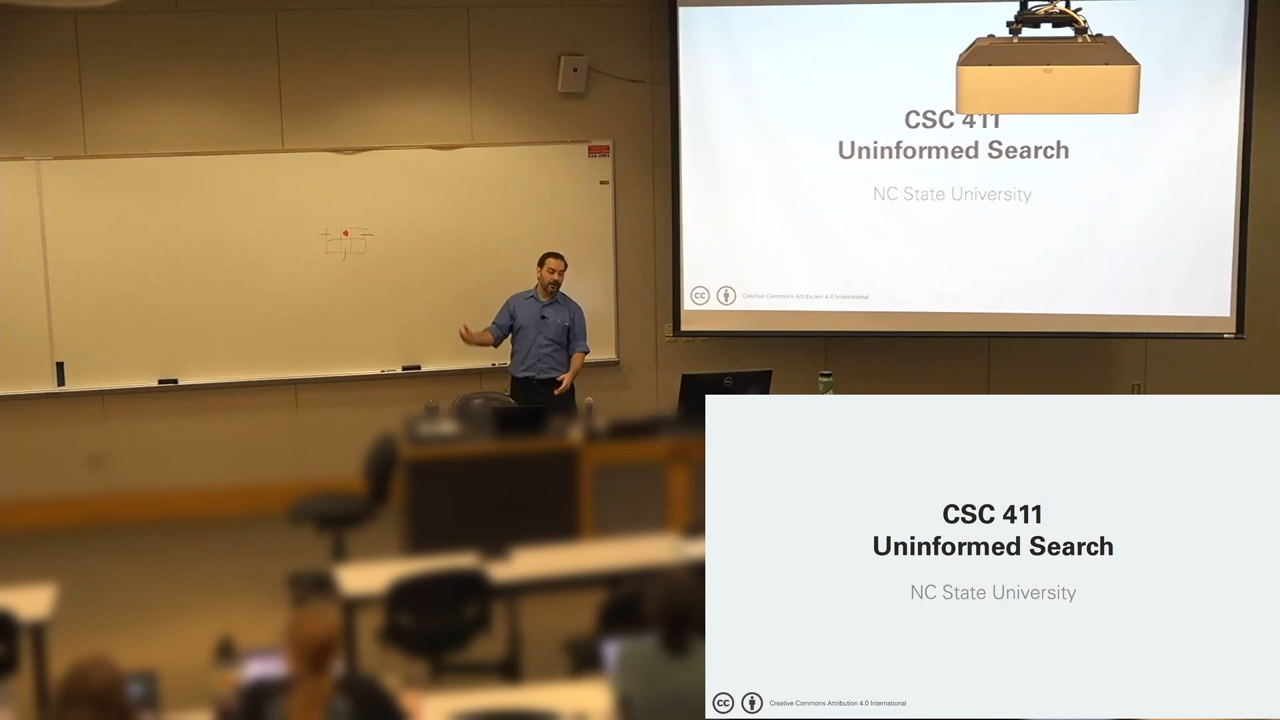 CSC 411
Uninformed Search
NC State University
Creative Commons Attribution 4.0 International
CSC 411
Uninformed Search
NC State University
Creative Commons Attribution 4.0 International